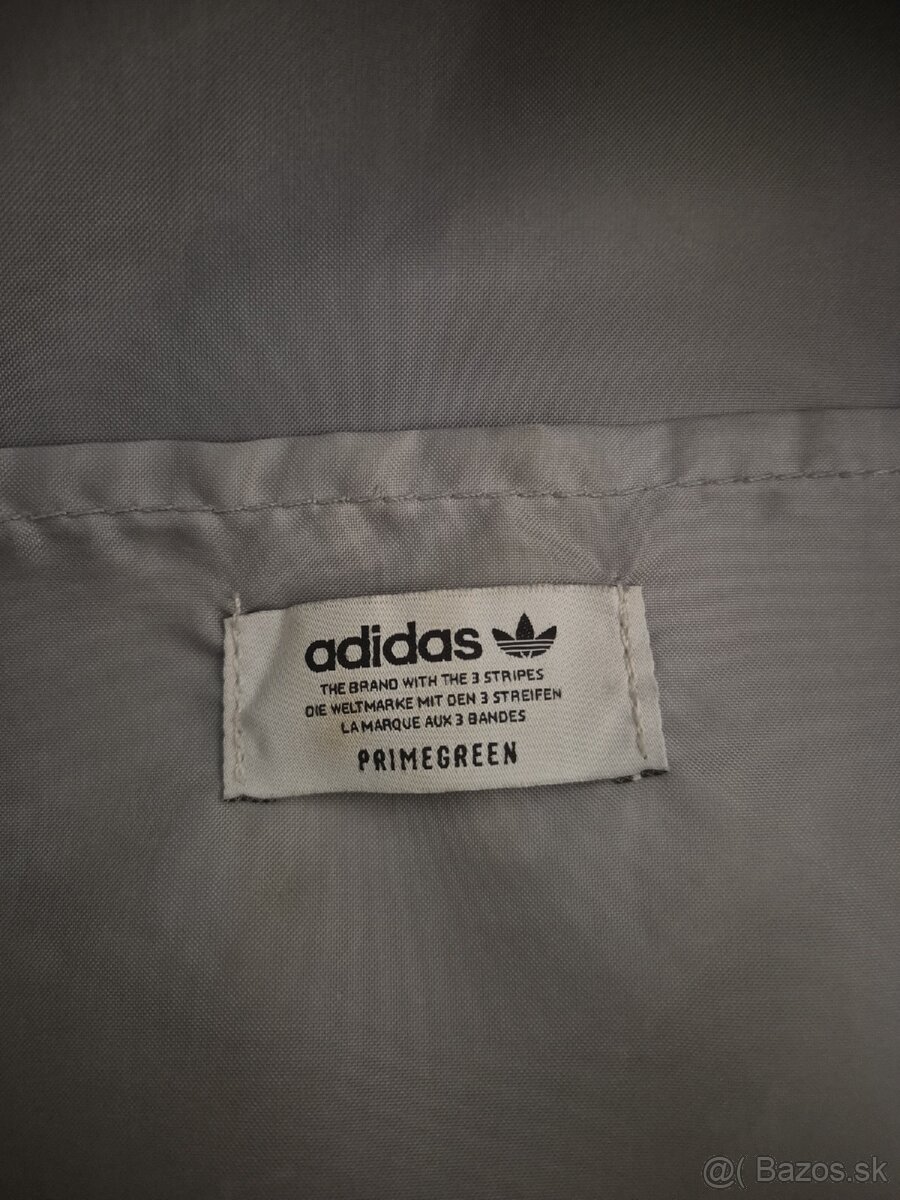 adidas
THE BRAND WITH THE 3 STRIPES
DIE WELTMARKE MIT DEN 3 STREIFEN
LA MARQUE AUX 3 BANDES
PRIMEGREEN
@( Bazos.sk